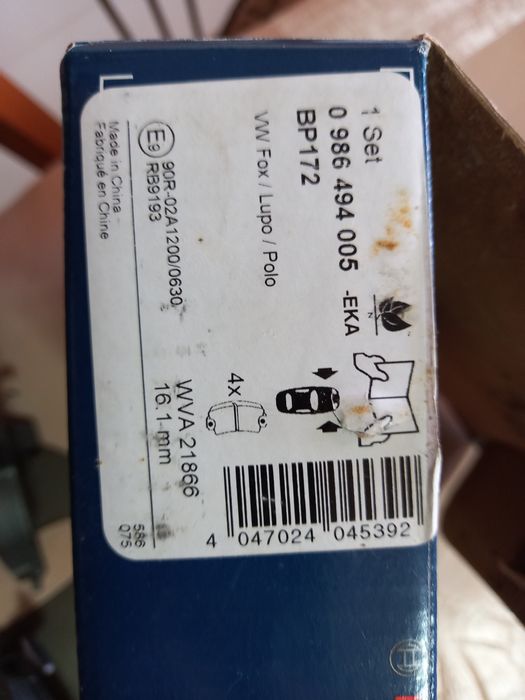 1 Set
0 986 494 005 -EKA
BP172
N N
VW Fox / Lupo / Polo
4x
WVA 21866
16.1 mm
E9 90R-02A1200/0630
RB9193
Made in China -
Fabriqué en Chine
586
075
4 047024 045392